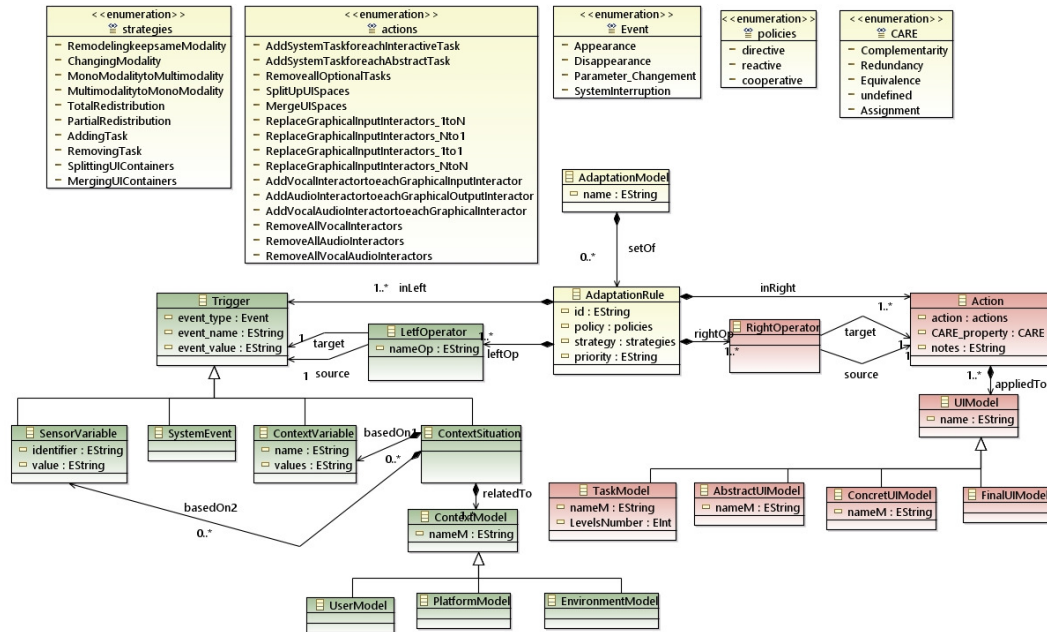 <<enumeration>>
strategies
RemodelingkeepsameModality
ChangingModality
MonoModalitytoMultimodality
MultimodalitytoMonoModality
TotalRedistribution
PartialRedistribution
AddingTask
RemovingTask
SplittingUIContainers
MergingUIContainers
<<enumeration>>
actions
AddSystemTaskforeachInteractiveTask
AddSystemTaskforeachAbstractTask
RemoveallOptionalTasks
SplitUpUISpaces
MergeUISpaces
ReplaceGraphicalInputInteractors_1toN
ReplaceGraphicalInputInteractors_Nto1
ReplaceGraphicalInputInteractors_1to1
ReplaceGraphicalInputInteractors_NtoN
AddVocalInteractortoeachGraphicalInputInteractor
AddAudioInteractortoeachGraphicalOutputInteractor
AddVocalAudioInteractortoeachGraphicalInteractor
RemoveAllVocalInteractors
RemoveAllAudioInteractors
RemoveAllVocalAudioInteractors
<<enumeration>>
Event
Appearance
Disappearance
Parameter_Changement
SystemInterruption
<<enumeration>>
policies
directive
reactive
cooperative
<<enumeration>>
CARE
Complementarity
Redundancy
Equivalence
undefined
Assignment
AdaptationModel
name : EString
setOf
0..*
Trigger
event_type : Event
event_name : EString
event_value : EString
1..* inLeft
AdaptationRule
id : EString
policy : policies
strategy : strategies
priority : EString
inRight
1..*
Action
action : actions
CARE_property : CARE
notes : EString
LetfOperator
nameOp : EString
1
target
1 source
1..*
leftOp
rightOp
1..*
RightOperator
target
1
source
1
1..*
appliedTo
UIModel
name : EString
SensorVariable
identifier : EString
value : EString
SystemEvent
ContextVariable
name : EString
values : EString
basedOn1
0..*
ContextSituation
basedOn2
0..*
relatedTo
1..*
ContextModel
nameM : EString
TaskModel
nameM : EString
LevelsNumber : EInt
AbstractUIModel
nameM : EString
ConcretUIModel
nameM : EString
FinalUIModel
UserModel
PlatformModel
EnvironmentModel